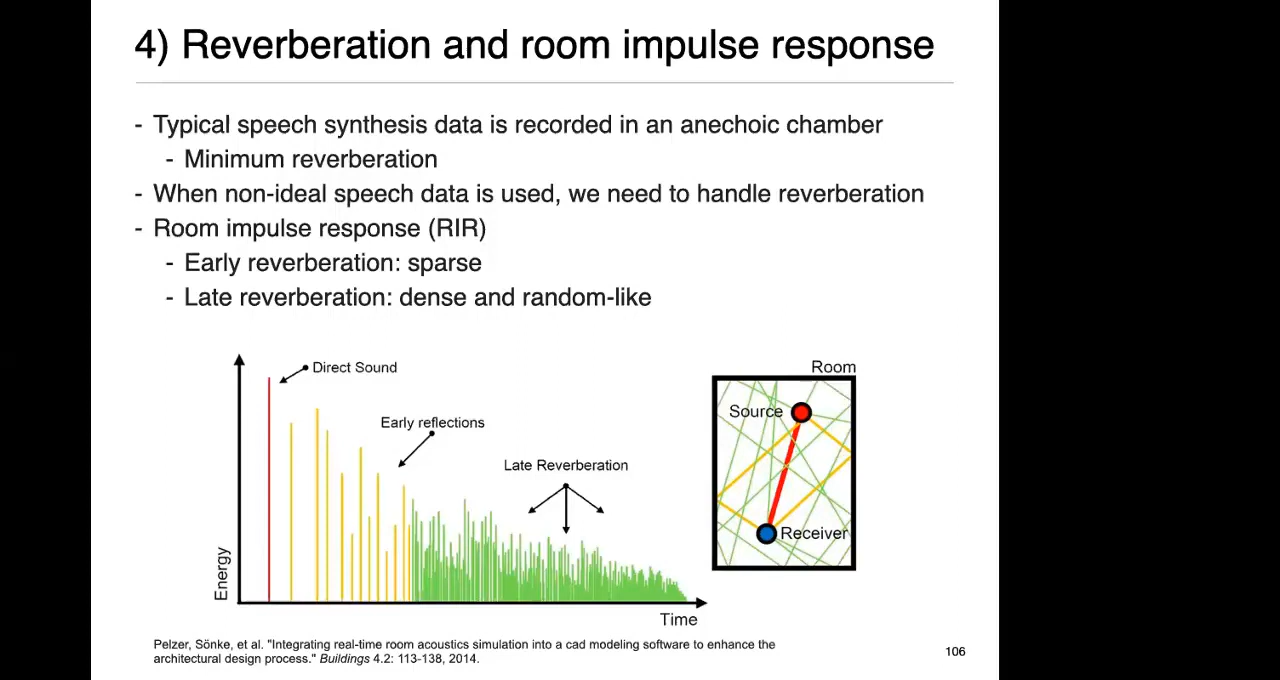 4) Reverberation and room impulse response
- Typical speech synthesis data is recorded in an anechoic chamber
- Minimum reverberation
- When non-ideal speech data is used, we need to handle reverberation
- Room impulse response (RIR)
- Early reverberation: sparse
- Late reverberation: dense and random-like
Direct Sound
Early reflections
Late Reverberation
Energy
Time
Room
Source
Receiver
Pelzer, Sönke, et al. "Integrating real-time room acoustics simulation into a cad modeling software to enhance the
architectural design process." Buildings 4.2: 113-138, 2014.
106